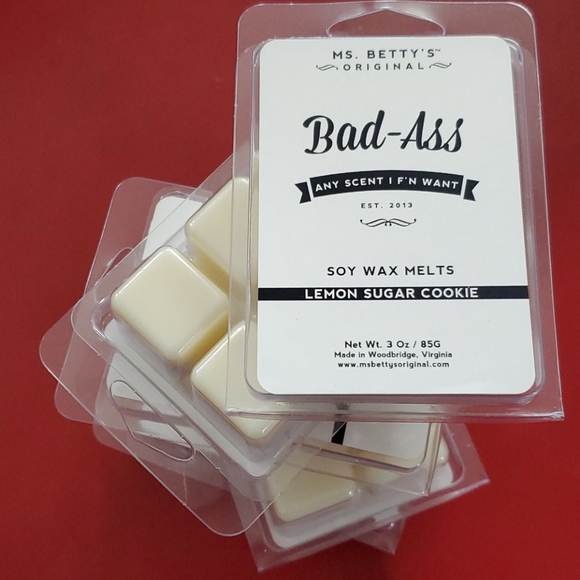 MS. BETTY'S™
ORIGINAL
Bad-Ass
ANY SCENT I F'N WANT
EST. 2013
SOY WAX MELTS
LEMON SUGAR COOKIE
Net Wt. 3 Oz / 85G
Made in Woodbridge, Virginia
www.msbettysoriginal.com